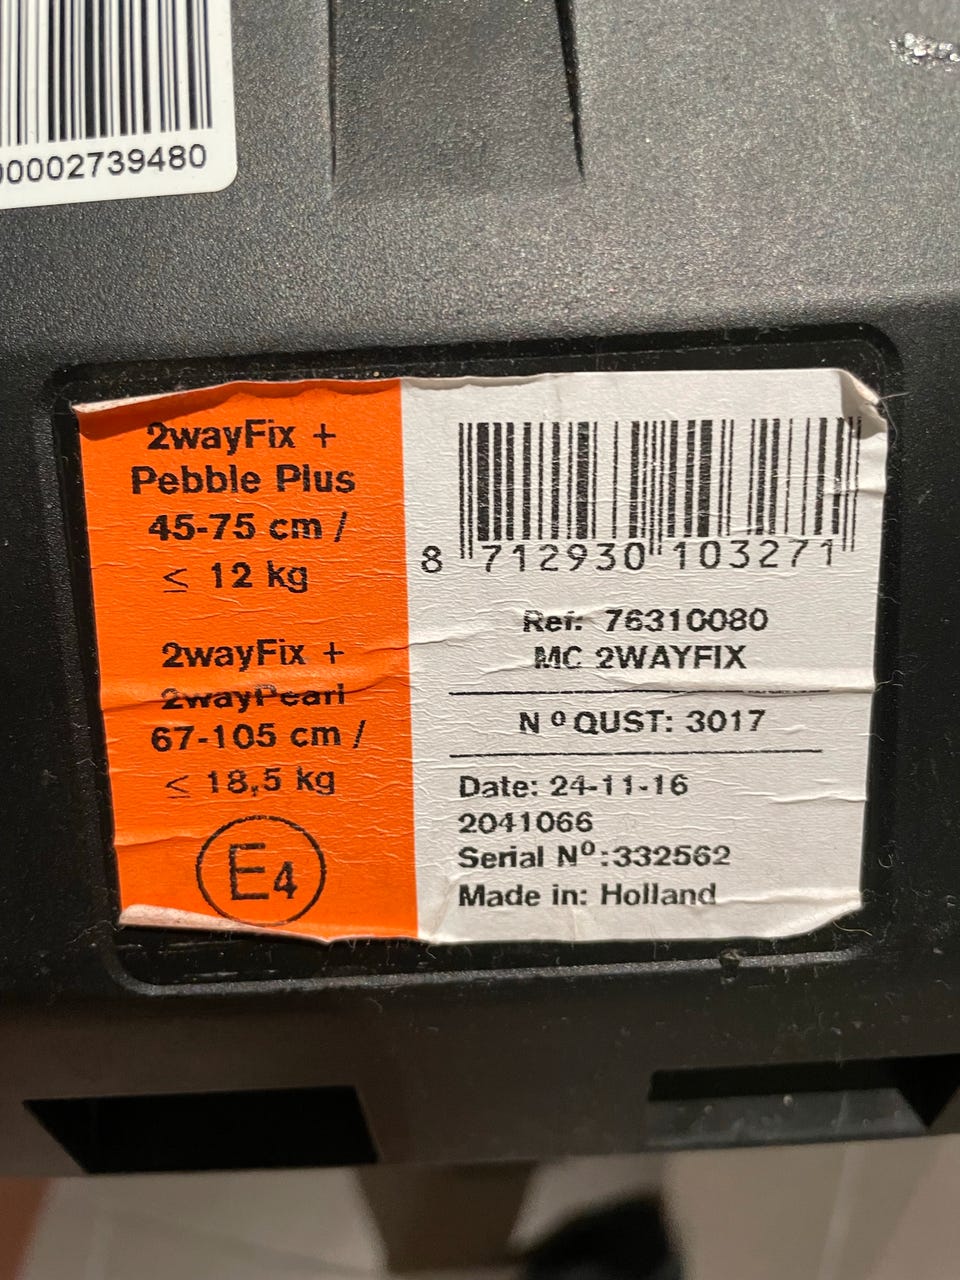 00002739480
2wayFix +
Pebble Plus
45-75 cm /
≤ 12 kg
2wayFix +
2wayPearl
67-105 cm /
≤ 18,5 kg
E4
8 712930 103271
Ref: 76310080
MC 2WAYFIX
Nº QUST: 3017
Date: 24-11-16
2041066
Serial Nº:332562
Made in: Holland